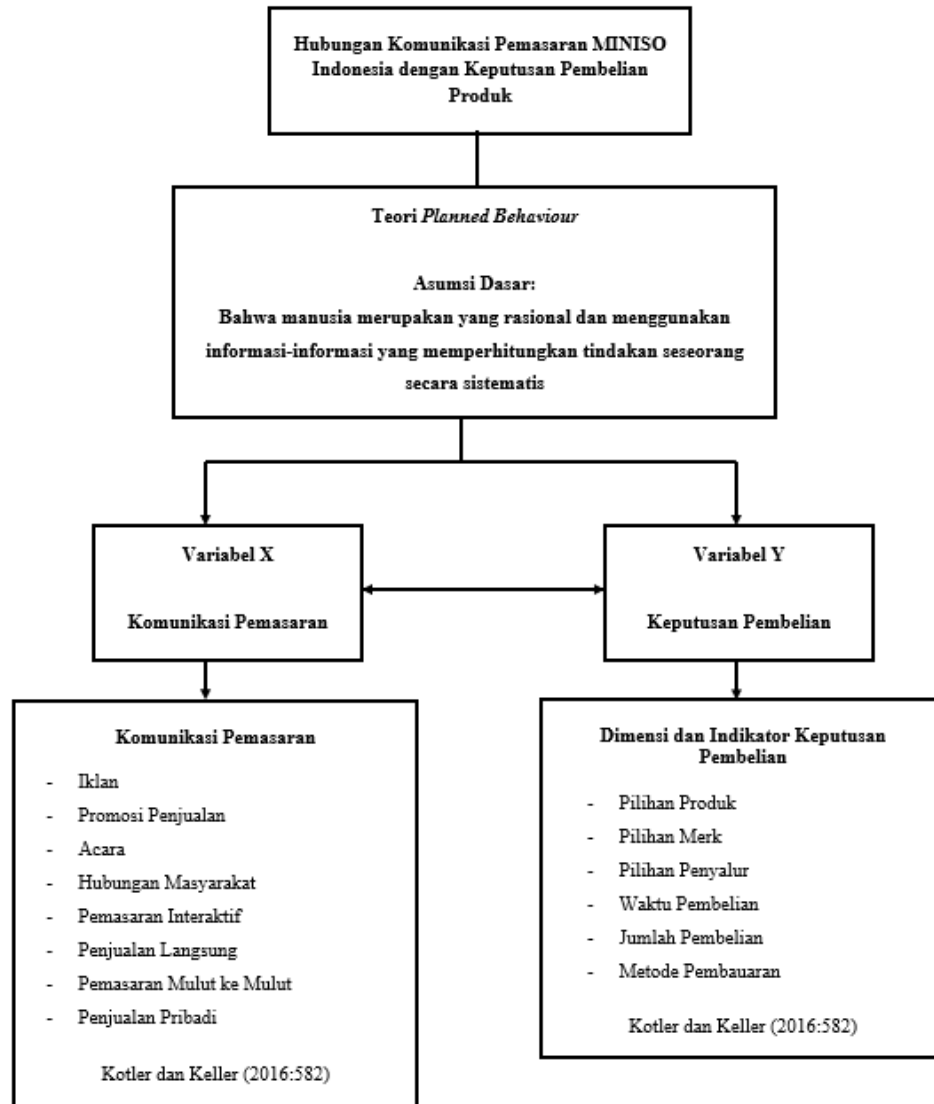 Hubungan Komunikasi Pemasaran MINISO
Indonesia dengan Keputusan Pembelian
Produk
Teori Planned Behaviour
Asumsi Dasar:
Bahwa manusia merupakan yang rasional dan menggunakan
informasi-informasi yang memperhitungkan tindakan seseorang
secara sistematis
Variabel X
Komunikasi Pemasaran
Variabel Y
Keputusan Pembelian
Komunikasi Pemasaran
- Iklan
- Promosi Penjualan
- Acara
- Hubungan Masyarakat
- Pemasaran Interaktif
- Penjualan Langsung
- Pemasaran Mulut ke Mulut
- Penjualan Pribadi
Kotler dan Keller (2016:582)
Dimensi dan Indikator Keputusan
Pembelian
- Pilihan Produk
- Pilihan Merk
- Pilihan Penyalur
- Waktu Pembelian
- Jumlah Pembelian
- Metode Pembauaran
Kotler dan Keller (2016:582)